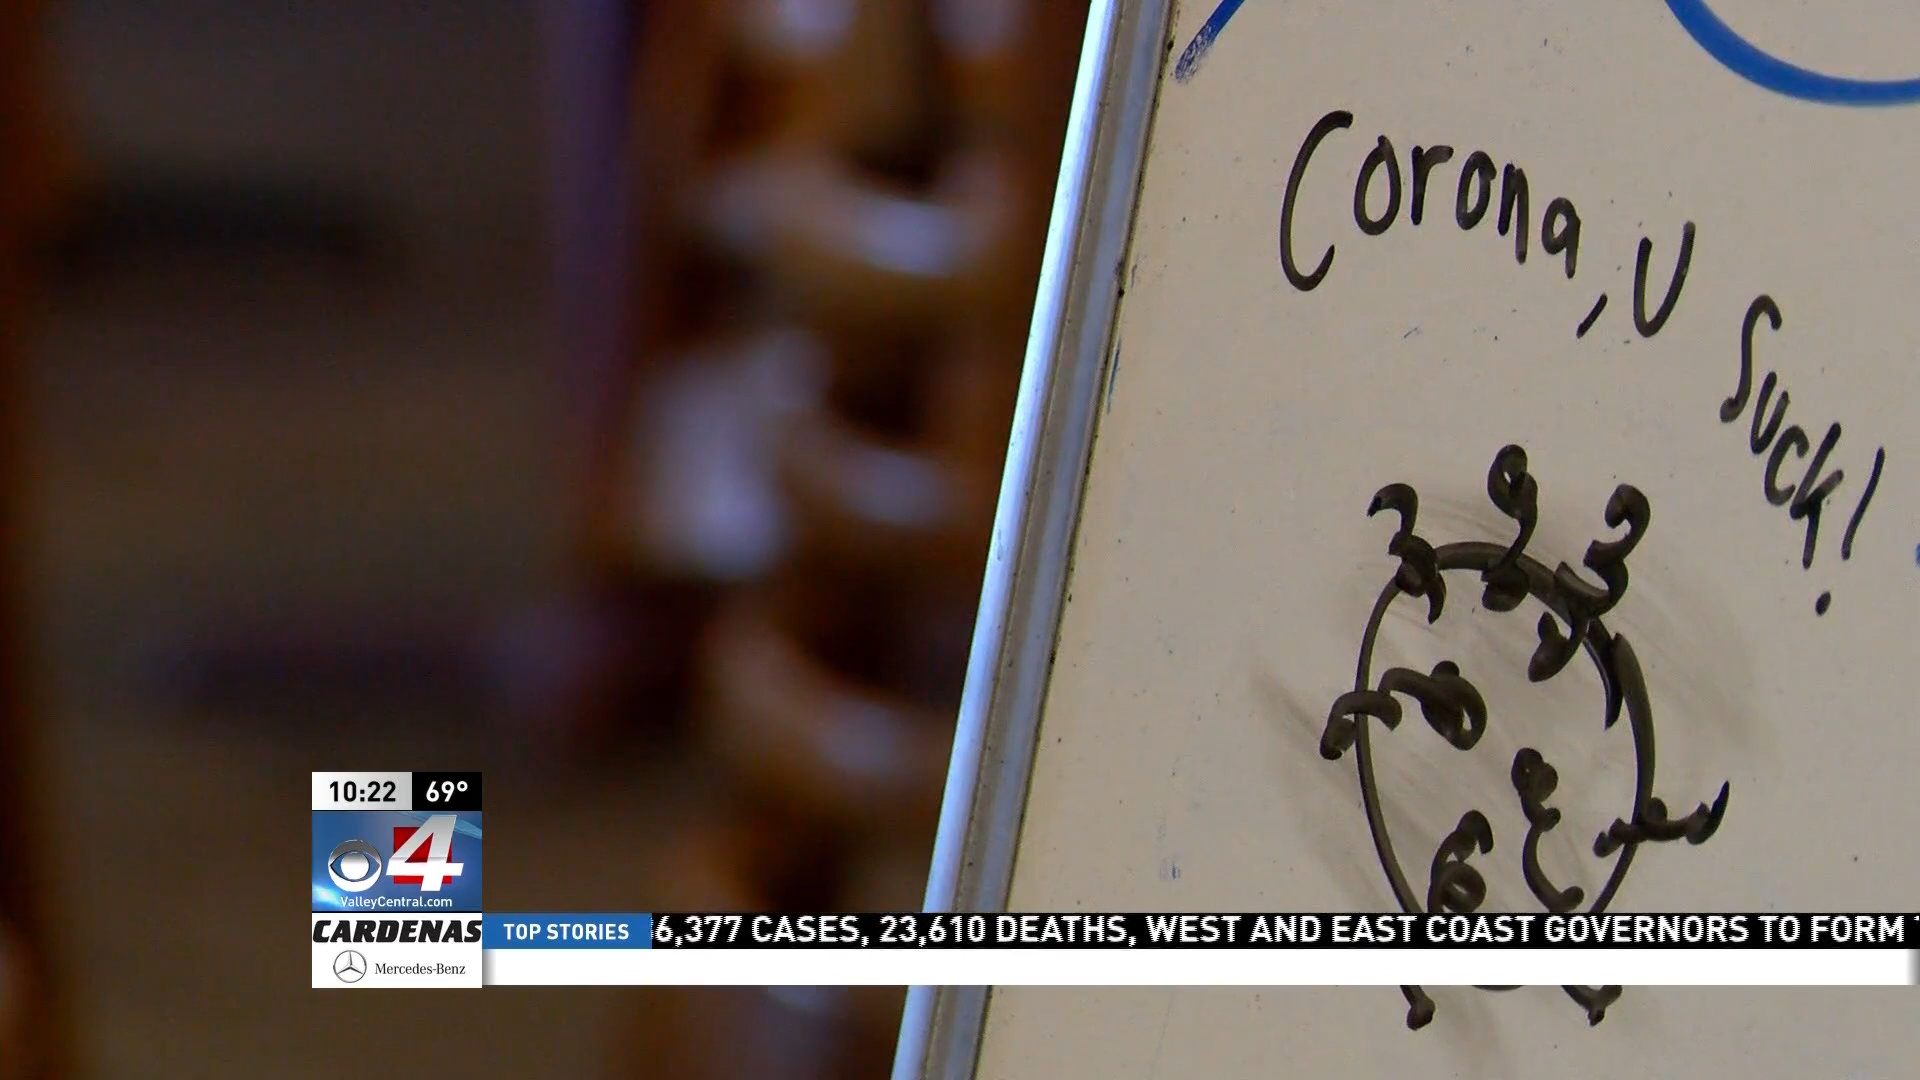 Corona, U
Suck!
10:22 69°
4
ValleyCentral.com
CARDENAS
Mercedes-Benz
TOP STORIES
6,377 CASES, 23,610 DEATHS, WEST AND EAST COAST GOVERNORS TO FORM